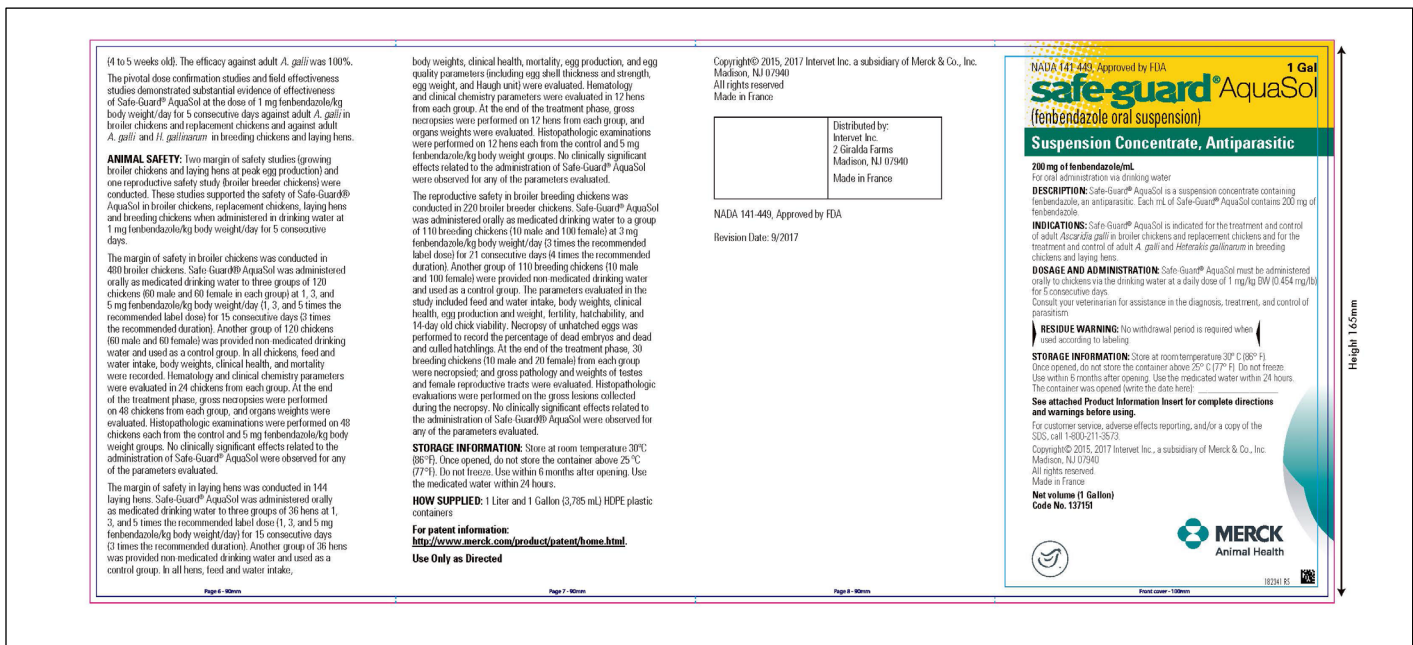 (4 to 5 weeks old). The efficacy against adult A. galli was 100%.
The pivotal dose confirmation studies and field effectiveness
studies demonstrated substantial evidence of effectiveness
of Safe-Guard® AquaSol at the dose of 1 mg fenbendazole/kg
body weight/day for 5 consecutive days against adult A. galli in
broiler chickens and replacement chickens and against adult
A. galli and H. gallinarum in breeding chickens and laying hens.
ANIMAL SAFETY: Two margin of safety studies (growing
broiler chickens and laying hens at peak egg production) and
one reproductive safety study (broiler breeder chickens) were
conducted. These studies supported the safety of Safe-Guard®
AquaSol in broiler chickens, replacement chickens, laying hens
and breeding chickens when administered in drinking water at
1 mg fenbendazole/kg body weight/day for 5 consecutive
days.
The margin of safety in broiler chickens was conducted in
480 broiler chickens. Safe-Guard® AquaSol was administered
orally as medicated drinking water to three groups of 120
chickens (60 male and 60 female in each group) at 1, 3, and
5 mg fenbendazole/kg body weight/day (1, 3, and 5 times the
recommended label dose) for 15 consecutive days (3 times
the recommended duration). Another group of 120 chickens
(60 male and 60 female) was provided non-medicated drinking
water and used as a control group. In all chickens, feed and
water intake, body weights, clinical health, and mortality
were recorded. Hematology and clinical chemistry parameters
were evaluated in 24 chickens from each group. At the end
of the treatment phase, gross necropsies were performed
on 48 chickens from each group, and organs weights were
evaluated. Histopathologic examinations were performed on 48
chickens each from the control and 5 mg fenbendazole/kg body
weight groups. No clinically significant effects related to the
administration of Safe-Guard® AquaSol were observed for any
of the parameters evaluated.
The margin of safety in laying hens was conducted in 144
laying hens. Safe-Guard® AquaSol was administered orally
as medicated drinking water to three groups of 36 hens at 1,
3, and 5 times the recommended label dose (1, 3, and 5 mg
fenbendazole/kg body weight/day) for 15 consecutive days
(3 times the recommended duration). Another group of 36 hens
was provided non-medicated drinking water and used as a
control group. In all hens, feed and water intake,
Page 6 - 90mm
body weights, clinical health, mortality, egg production, and egg
quality parameters (including egg shell thickness and strength,
egg weight, and Haugh unit) were evaluated. Hematology
and clinical chemistry parameters were evaluated in 12 hens
from each group. At the end of the treatment phase, gross
necropsies were performed on 12 hens from each group, and
organs weights were evaluated. Histopathologic examinations
were performed on 12 hens each from the control and 5 mg
fenbendazole/kg body weight groups. No clinically significant
effects related to the administration of Safe-Guard® AquaSol
were observed for any of the parameters evaluated.
The reproductive safety in broiler breeding chickens was
conducted in 220 broiler breeder chickens. Safe-Guard® AquaSol
was administered orally as medicated drinking water to a group
of 110 breeding chickens (10 male and 100 female) at 3 mg
fenbendazole/kg body weight/day (3 times the recommended
label dose) for 21 consecutive days (4 times the recommended
duration). Another group of 110 breeding chickens (10 male
and 100 female) were provided non-medicated drinking water
and used as a control group. The parameters evaluated in the
study included feed and water intake, body weights, clinical
health, egg production and weight, fertility, hatchability, and
14-day old chick viability. Necropsy of unhatched eggs was
performed to record the percentage of dead embryos and dead
and culled hatchlings. At the end of the treatment phase, 30
breeding chickens (10 male and 20 female) from each group
were necropsied; and gross pathology and weights of testes
and female reproductive tracts were evaluated. Histopathologic
evaluations were performed on the gross lesions collected
during the necropsy. No clinically significant effects related to
the administration of Safe-Guard® AquaSol were observed for
any of the parameters evaluated.
STORAGE INFORMATION: Store at room temperature 30°C
(86°F). Once opened, do not store the container above 25 °C
(77°F). Do not freeze. Use within 6 months after opening. Use
the medicated water within 24 hours.
HOW SUPPLIED: 1 Liter and 1 Gallon (3,785 mL) HDPE plastic
containers
For patent information:
http://www.merck.com/product/patent/home.html.
Use Only as Directed
Page 7 - 90mm
Copyright© 2015, 2017 Intervet Inc. a subsidiary of Merck & Co., Inc.
Madison, NJ 07940
All rights reserved
Made in France
Distributed by:
Intervet Inc.
2 Giralda Farms
Madison, NJ 07940
Made in France
NADA 141-449, Approved by FDA
Revision Date: 9/2017
Page 8 - 90mm
NADA 141-449, Approved by FDA 1 Gal
safe-guard® AquaSol
(fenbendazole oral suspension)
Suspension Concentrate, Antiparasitic
200 mg of fenbendazole/mL
For oral administration via drinking water
DESCRIPTION: Safe-Guard® AquaSol is a suspension concentrate containing
fenbendazole, an antiparasitic. Each mL of Safe-Guard® AquaSol contains 200 mg of
fenbendazole.
INDICATIONS: Safe-Guard® AquaSol is indicated for the treatment and control
of adult Ascaridia galli in broiler chickens and replacement chickens and for the
treatment and control of adult A. galli and Heterakis gallinarum in breeding
chickens and laying hens.
DOSAGE AND ADMINISTRATION: Safe-Guard® AquaSol must be administered
orally to chickens via the drinking water at a daily dose of 1 mg/kg BW (0.454 mg/lb)
for 5 consecutive days.
Consult your veterinarian for assistance in the diagnosis, treatment, and control of
parasitism
RESIDUE WARNING: No withdrawal period is required when
used according to labeling.
STORAGE INFORMATION: Store at room temperature 30° C (86° F).
Once opened, do not store the container above 25° C (77° F). Do not freeze.
Use within 6 months after opening. Use the medicated water within 24 hours.
The container was opened (write the date here):
See attached Product Information Insert for complete directions
and warnings before using.
For customer service, adverse effects reporting, and/or a copy of the
SDS, call 1-800-211-3573.
Copyright© 2015, 2017 Intervet Inc., a subsidiary of Merck & Co., Inc.
Madison, NJ 07940
All rights reserved.
Made in France
Net volume (1 Gallon)
Code No. 137151
MERCK
Animal Health
182341 R5
Front cover - 100mm
Height 165mm